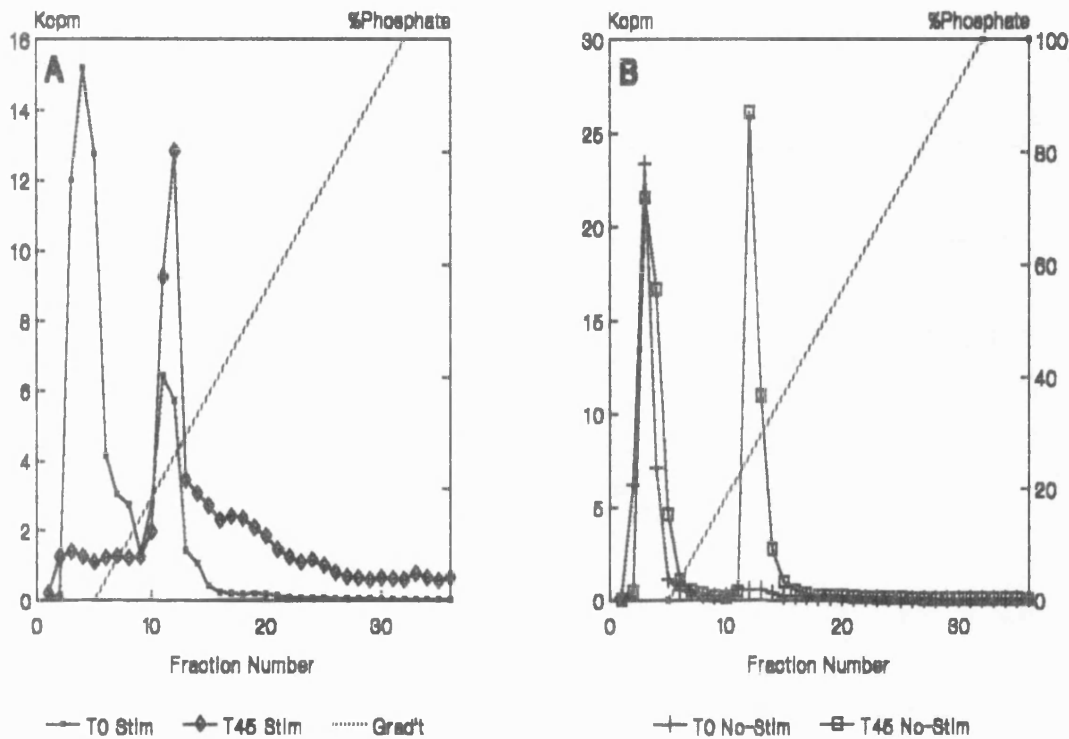 Kcpm %Phosphate
A
16
14
12
10
8
6
4
2
0
0 10 20 30
Fraction Number
T0 Stim T45 Stim Grad't
Kcpm %Phosphate
B
30 100
25 80
20 60
15
10 40
5 20
0 0
0 10 20 30
Fraction Number
T0 No-Stim T45 No-Stim